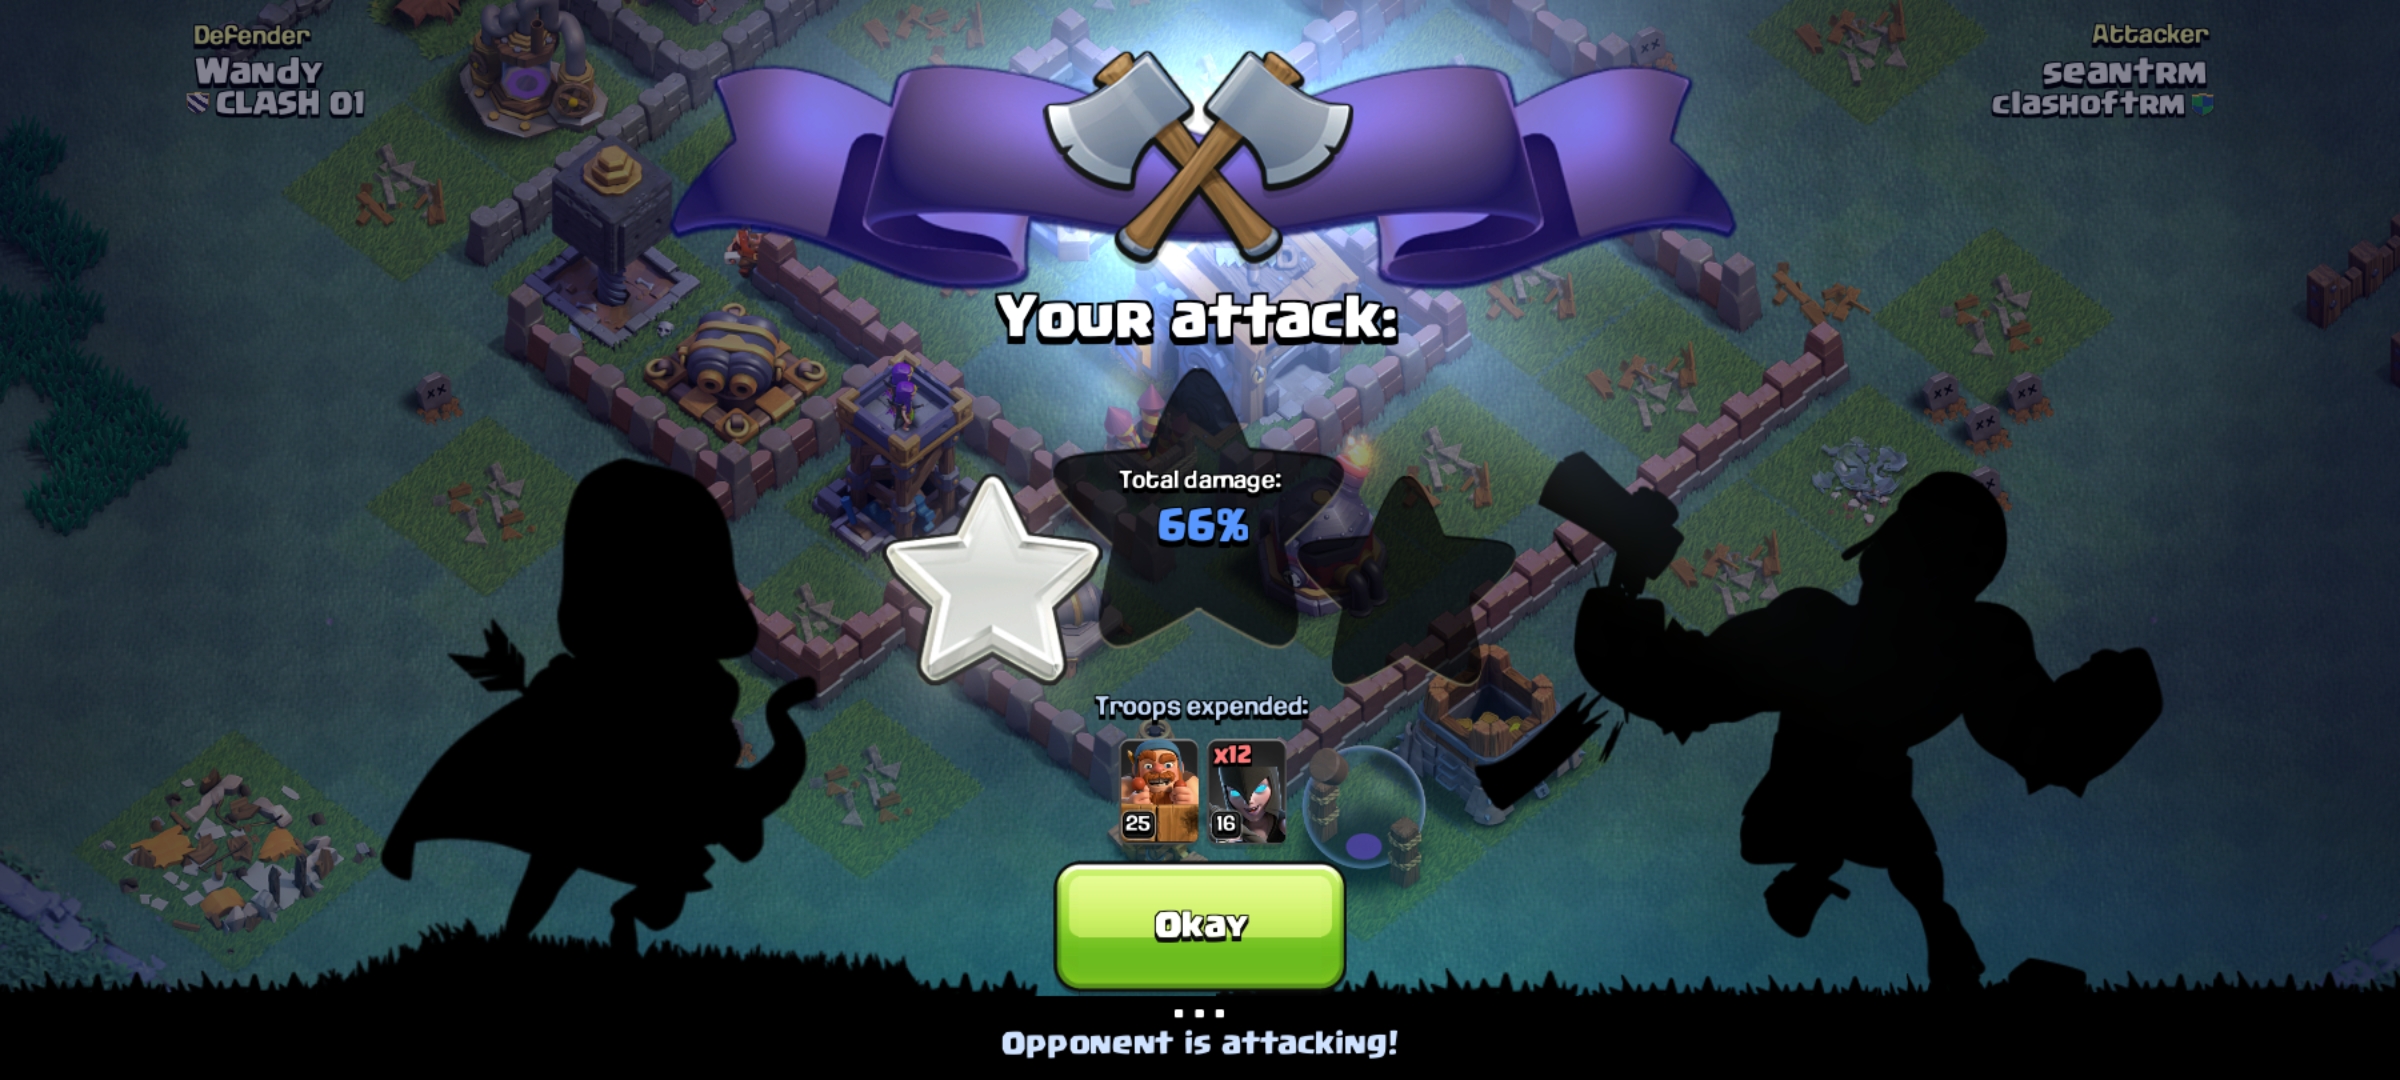 Defender
Wandy
CLASH 01
Attacker
seantRM
clashoftRM
Your attack:
Total damage:
66%
Troops expended:
x12
25
16
Okay
...
Opponent is attacking!